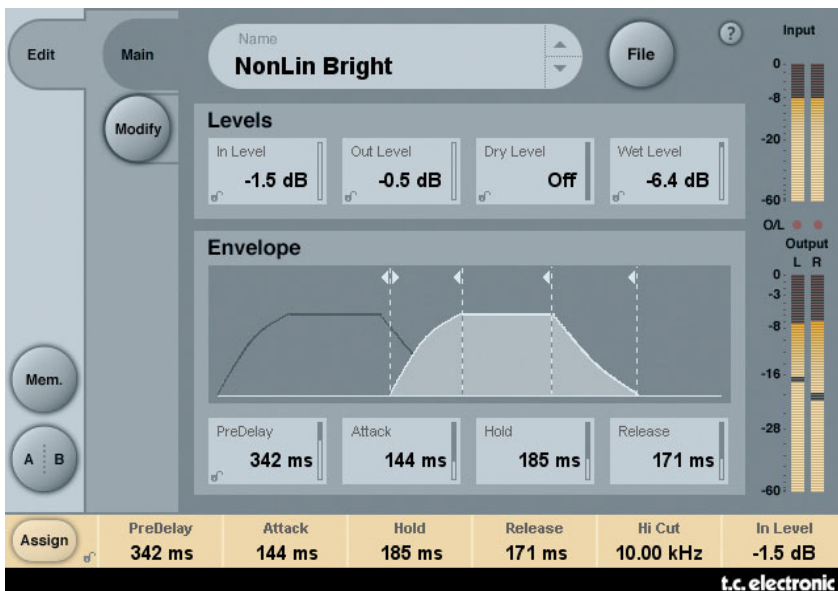 Edit
Main
Name
NonLin Bright
File
?
Input
Modify
Levels
In Level
-1.5 dB
Out Level
-0.5 dB
Dry Level
Off
Wet Level
-6.4 dB
0
-8
-20
-60
O/L
Output
L R
Envelope
0
-3
-8
-16
-28
-60
Mem.
A B
PreDelay
342 ms
Attack
144 ms
Hold
185 ms
Release
171 ms
Assign
PreDelay
342 ms
Attack
144 ms
Hold
185 ms
Release
171 ms
Hi Cut
10.00 kHz
In Level
-1.5 dB
t.c. electronic